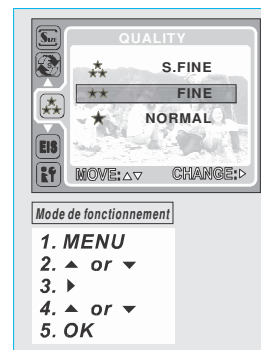 Size
QUALITY
S.FINE
FINE
NORMAL
EIS
MOVE:△▽ CHANGE:▷
Mode de fonctionnement
1. MENU
2. ▲ or ▼
3. ▶
4. ▲ or ▼
5. OK